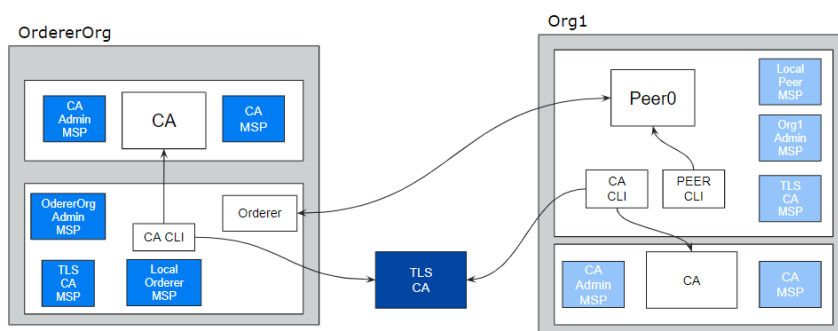 OrdererOrg
CA
Admin
MSP
CA
CA
MSP
OdererOrg
Admin
MSP
CA CLI
Orderer
TLS
CA
MSP
Local
Orderer
MSP
TLS
CA
Org1
Peer0
Local
Peer
MSP
Org1
Admin
MSP
CA
CLI
PEER
CLI
TLS
CA
MSP
CA
Admin
MSP
CA
CA
MSP